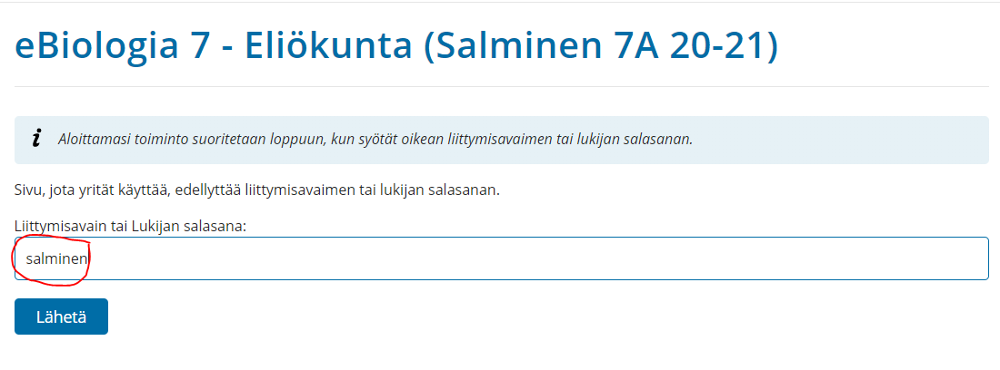 eBiologia 7 - Eliökunta (Salminen 7A 20-21)
i Aloittamasi toiminto suoritetaan loppuun, kun syötät oikean liittymisavaimen tai lukijan salasanan.
Sivu, jota yrität käyttää, edellyttää liittymisavaimen tai lukijan salasanan.
Liittymisavain tai Lukijan salasana:
salminen
Lähetä